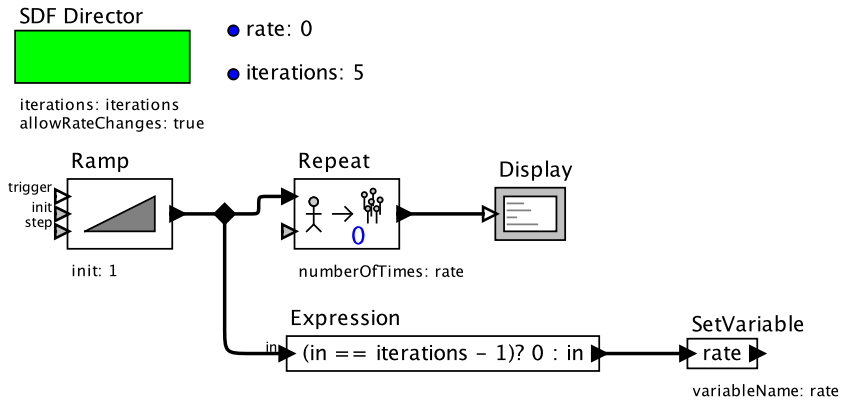 SDF Director
rate: 0
iterations: 5
iterations: iterations
allowRateChanges: true
Ramp
trigger
init
step
init: 1
Repeat
0
numberOfTimes: rate
Display
Expression
in
(in == iterations - 1)? 0 : in
SetVariable
rate
variableName: rate